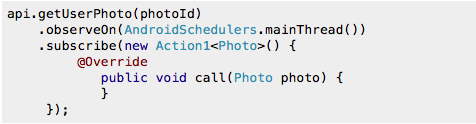 api.getUserPhoto(photoId)
    .observeOn(AndroidSchedulers.mainThread())
    .subscribe(new Action1<Photo>() {
         @Override
            public void call(Photo photo) {
            }
     });